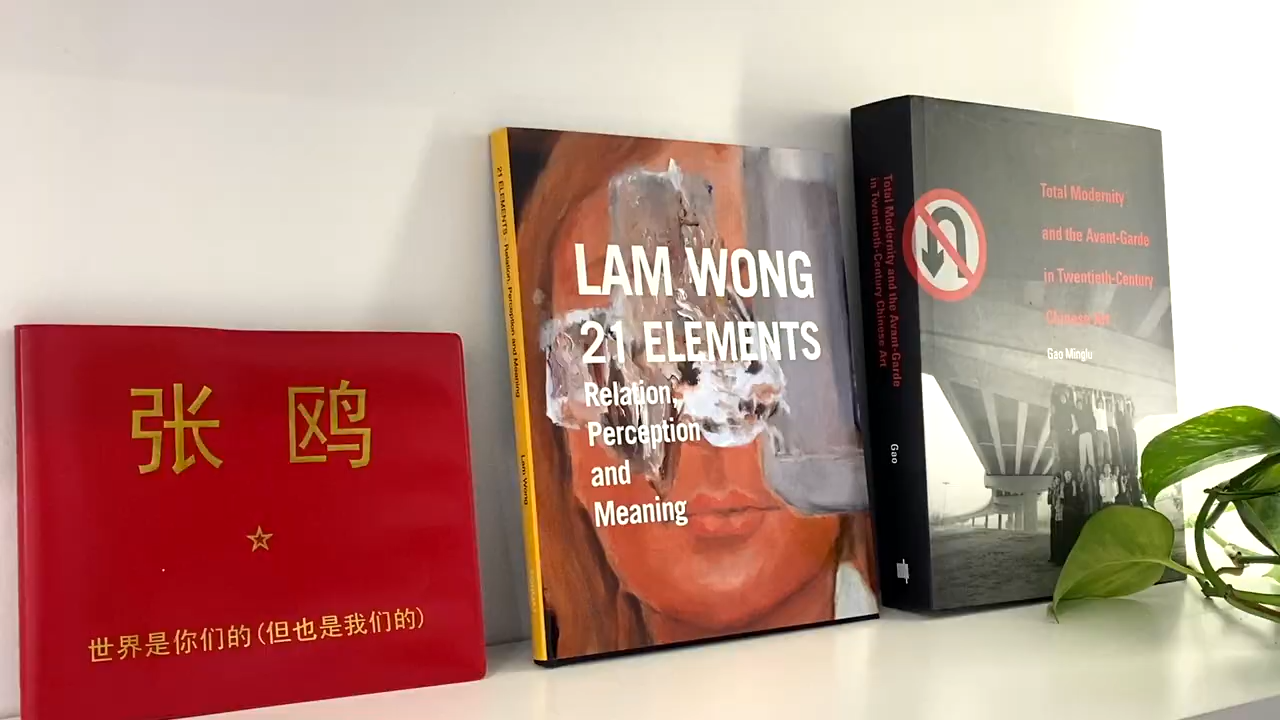 张 鸥
世界是你们的(但也是我们的)
21 ELEMENTS - Relation, Perception and Meaning
Lam Wong
LAM WONG
21 ELEMENTS
Relation,
Perception
and
Meaning
Total Modernity and the Avant-Garde
in Twentieth-Century Chinese Art
Gao
Total Modernity
and the Avant-Garde
in Twentieth-Century
Chinese Art
Gao Minglu